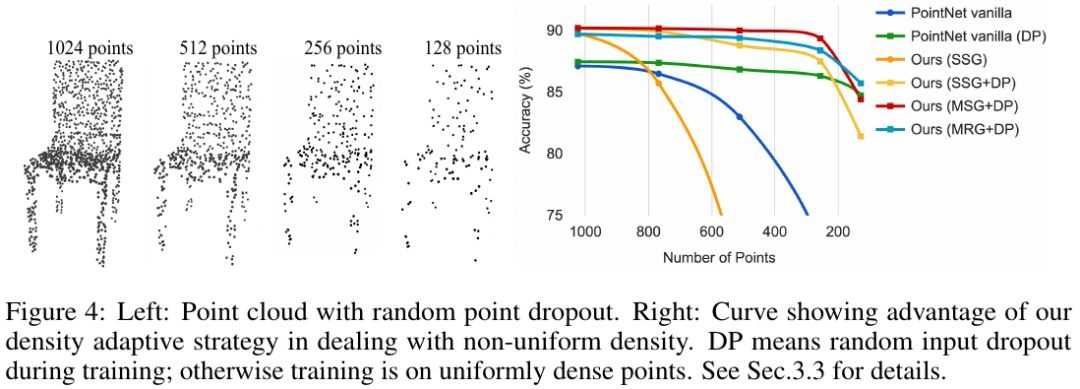 1024 points
512 points
256 points
128 points
90
85
80
75
Accuracy (%)
1000
800
600
400
200
Number of Points
PointNet vanilla
PointNet vanilla (DP)
Ours (SSG)
Ours (SSG+DP)
Ours (MSG+DP)
Ours (MRG+DP)
Figure 4: Left: Point cloud with random point dropout. Right: Curve showing advantage of our
density adaptive strategy in dealing with non-uniform density. DP means random input dropout
during training; otherwise training is on uniformly dense points. See Sec.3.3 for details.